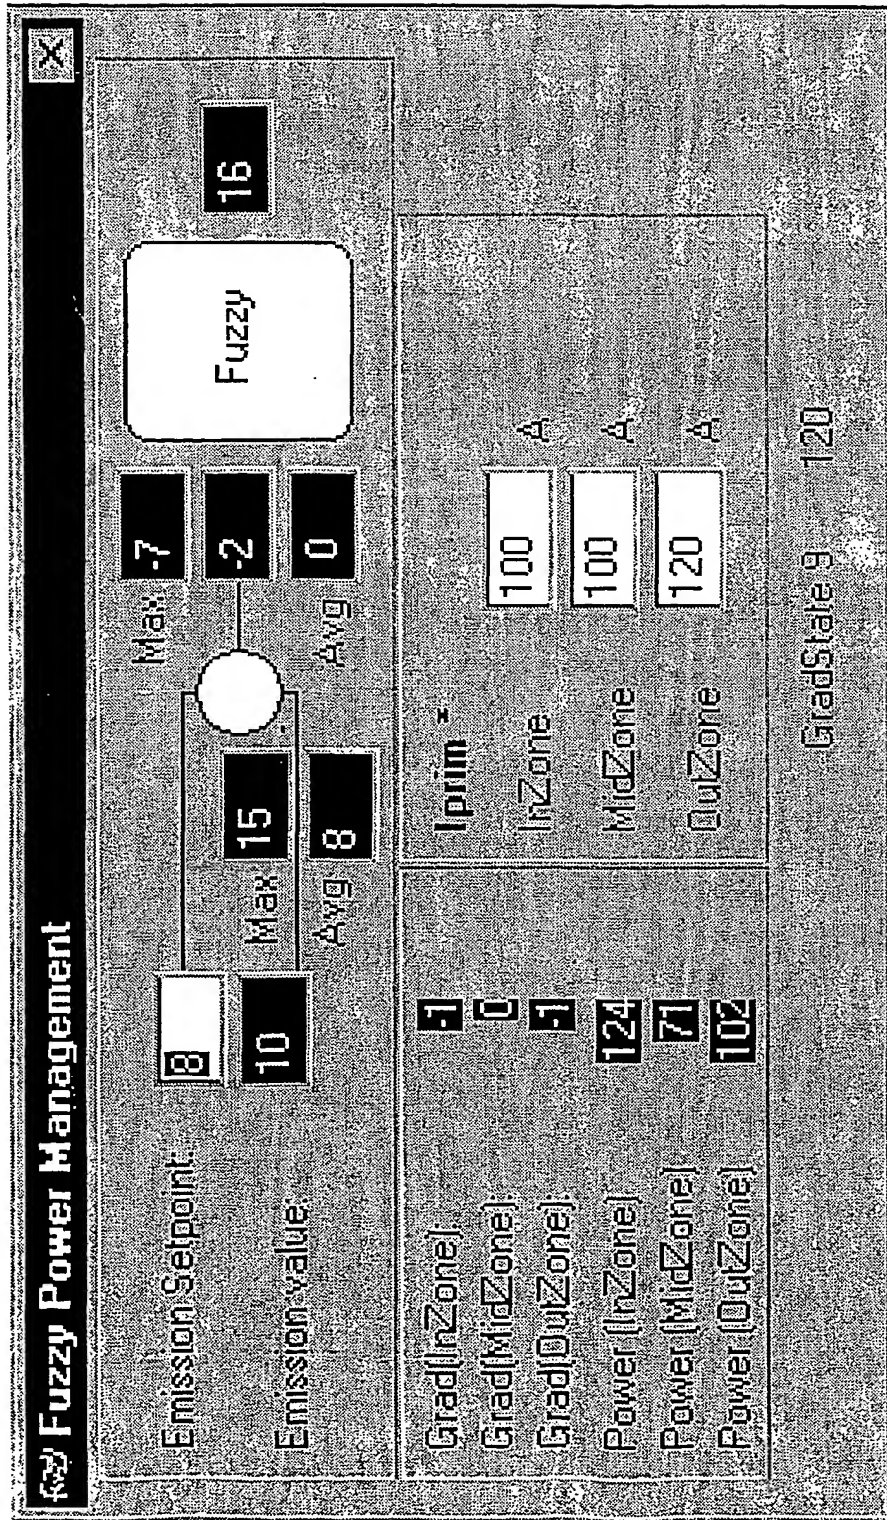 Fuzzy Power Management
Emission Setpoint: 8
Emission value: 10
Max 15
Avg 8
Max -7
-2
Avg 0
Fuzzy
16
Grad(InZone): -1
Grad(MidZone): 0
Grad(OutZone): -1
Power (InZone) 124
Power (MidZone) 71
Power (OutZone) 102
Iprim =
InZone 100 A
MidZone 100 A
OutZone 120 A
GradState 9 120